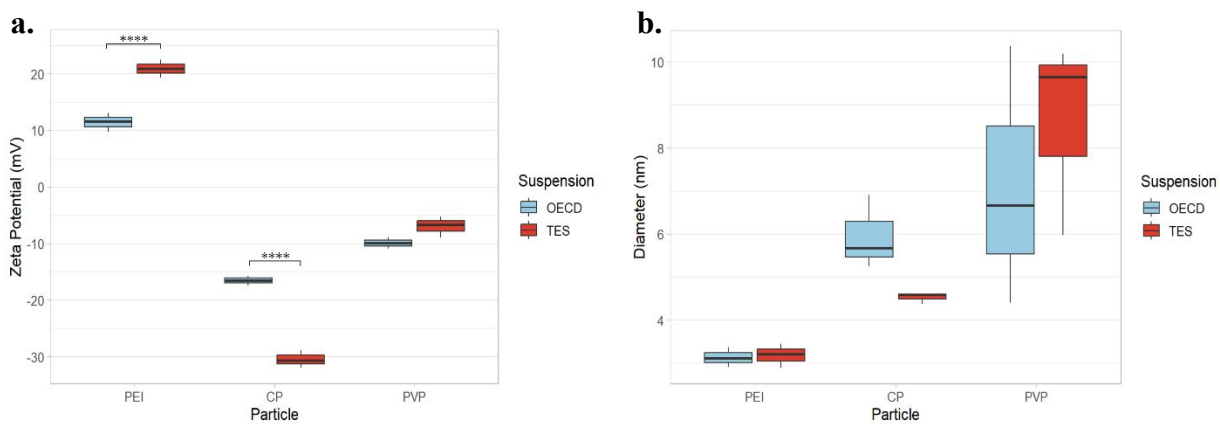 a.
****
****
20
10
0
-10
-20
-30
Zeta Potential (mV)
PEI
CP
PVP
Particle
Suspension
OECD
TES
b.
10
8
6
4
Diameter (nm)
PEI
CP
PVP
Particle
Suspension
OECD
TES